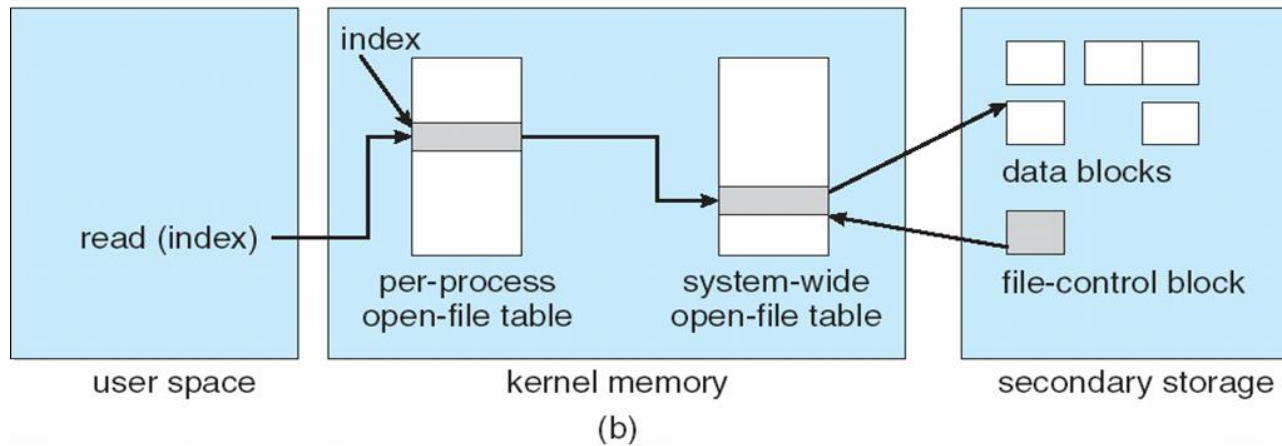 index
read (index)
per-process
open-file table
system-wide
open-file table
data blocks
file-control block
user space
kernel memory
secondary storage
(b)